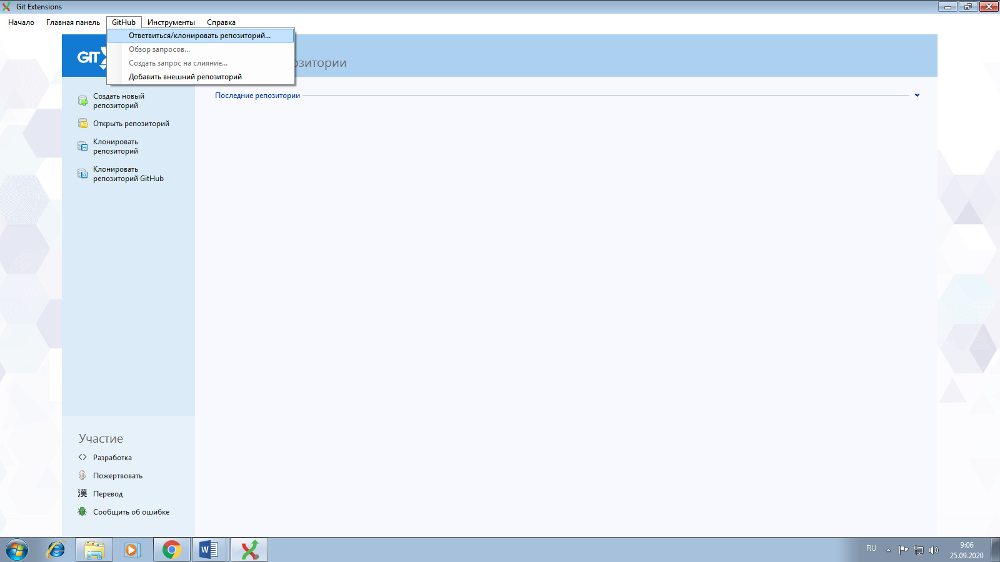 Git Extensions
Начало Главная панель GitHub Инструменты Справка
Ответвиться/клонировать репозиторий...
Обзор запросов...
Создать запрос на слияние...
Добавить внешний репозиторий
GIT
Создать новый
репозиторий
Открыть репозиторий
Клонировать
репозиторий
Клонировать
репозиторий GitHub
Последние репозитории
Участие
Разработка
Пожертвовать
漢 Перевод
Сообщить об ошибке
RU
9:06
25.09.2020